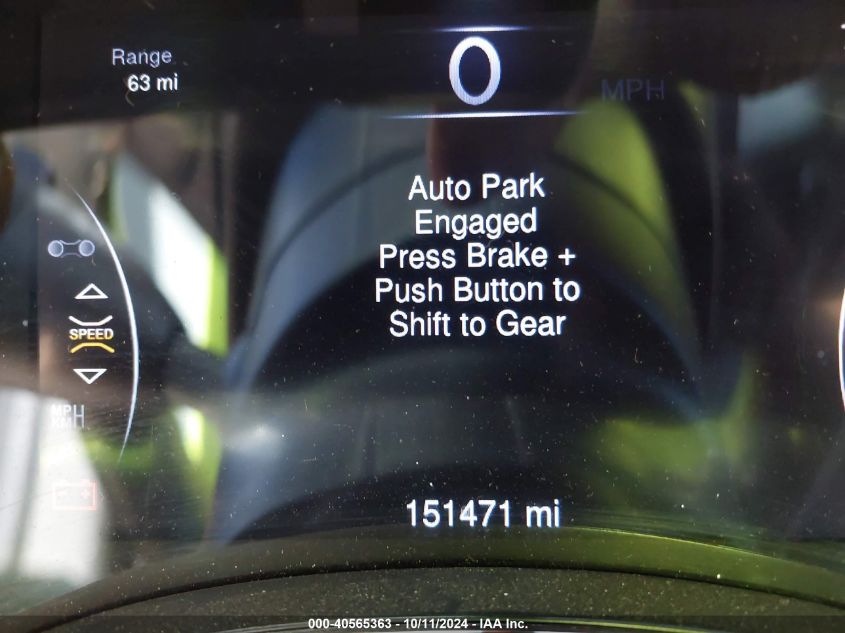 Range
63 mi
0
MPH
Auto Park
Engaged
Press Brake +
Push Button to
Shift to Gear
SPEED
MPH
KM
151471 mi
000-40565363 - 10/11/2024 - IAA Inc.